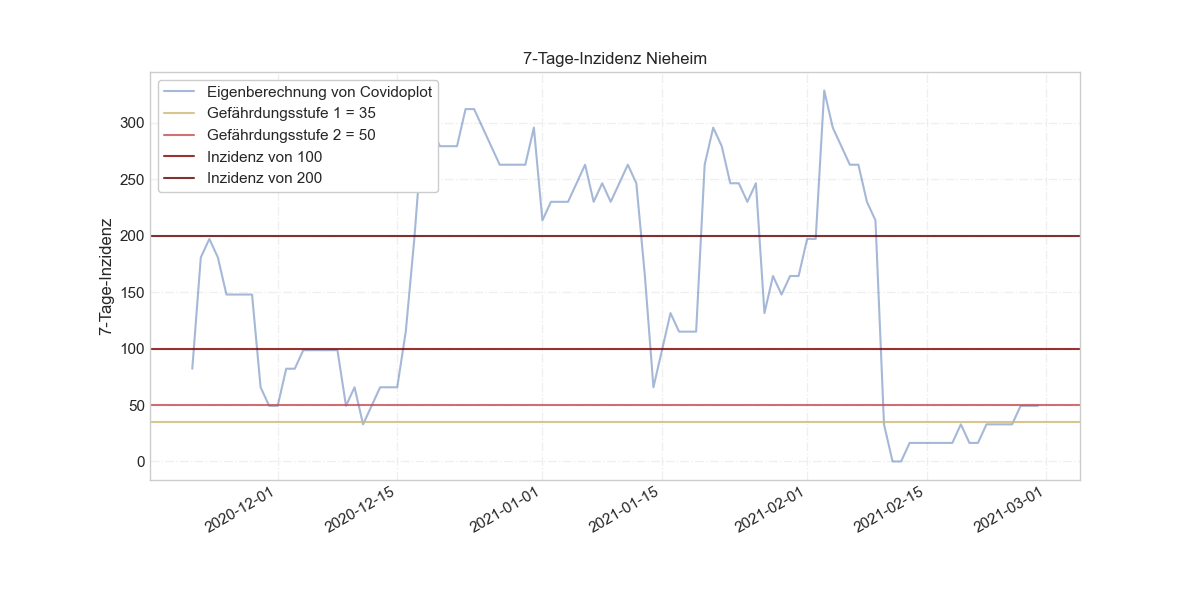 7-Tage-Inzidenz Nieheim
Eigenberechnung von Covidoplot
Gefährdungsstufe 1 = 35
Gefährdungsstufe 2 = 50
Inzidenz von 100
Inzidenz von 200
7-Tage-Inzidenz
300
250
200
150
100
50
0
2020-12-01
2020-12-15
2021-01-01
2021-01-15
2021-02-01
2021-02-15
2021-03-01